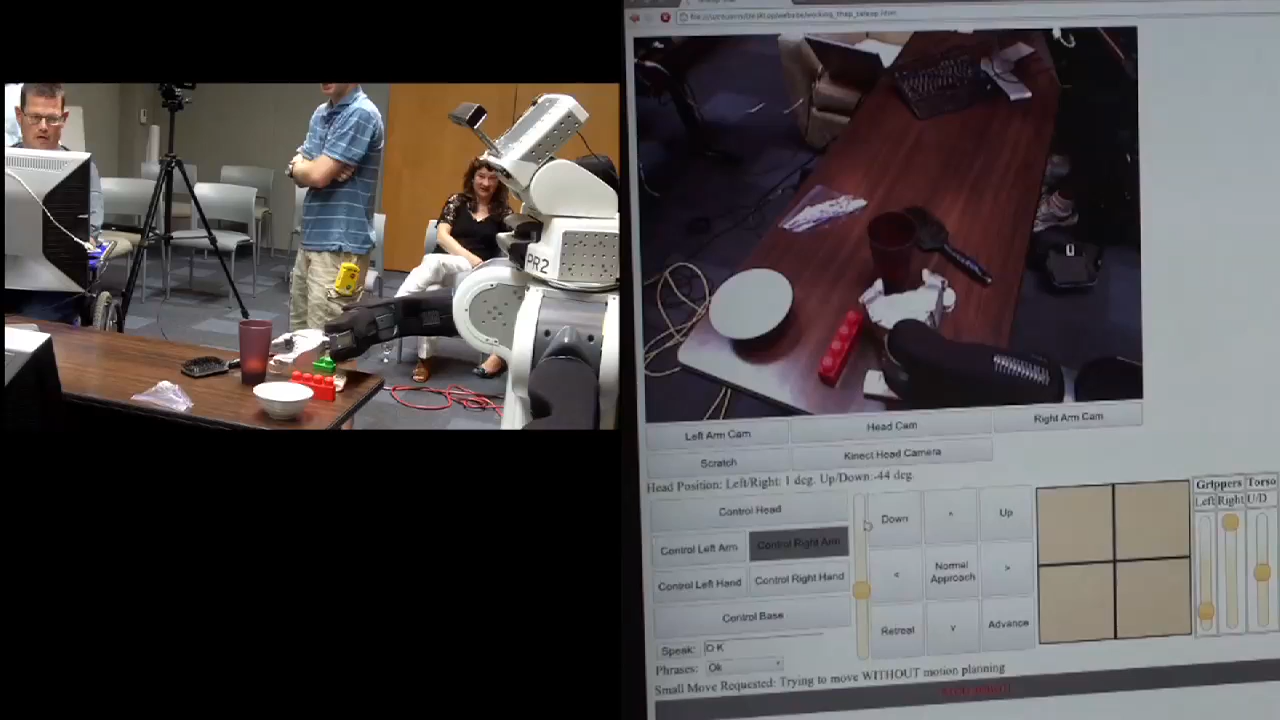 PR2
Left Arm Cam
Head Cam
Right Arm Cam
Scratch
Kinect Head Camera
Head Position: Left/Right: 1 deg. Up/Down:-44 deg.
Control Head
Control Left Arm
Control Right Arm
Control Left Hand
Control Right Hand
Control Base
Down
^
Up
<
Normal
Approach
>
Retreat
v
Advance
Grippers
Torso
Left
Right
U/D
Speak:
O K
Phrases:
Ok
Small Move Requested: Trying to move WITHOUT motion planning